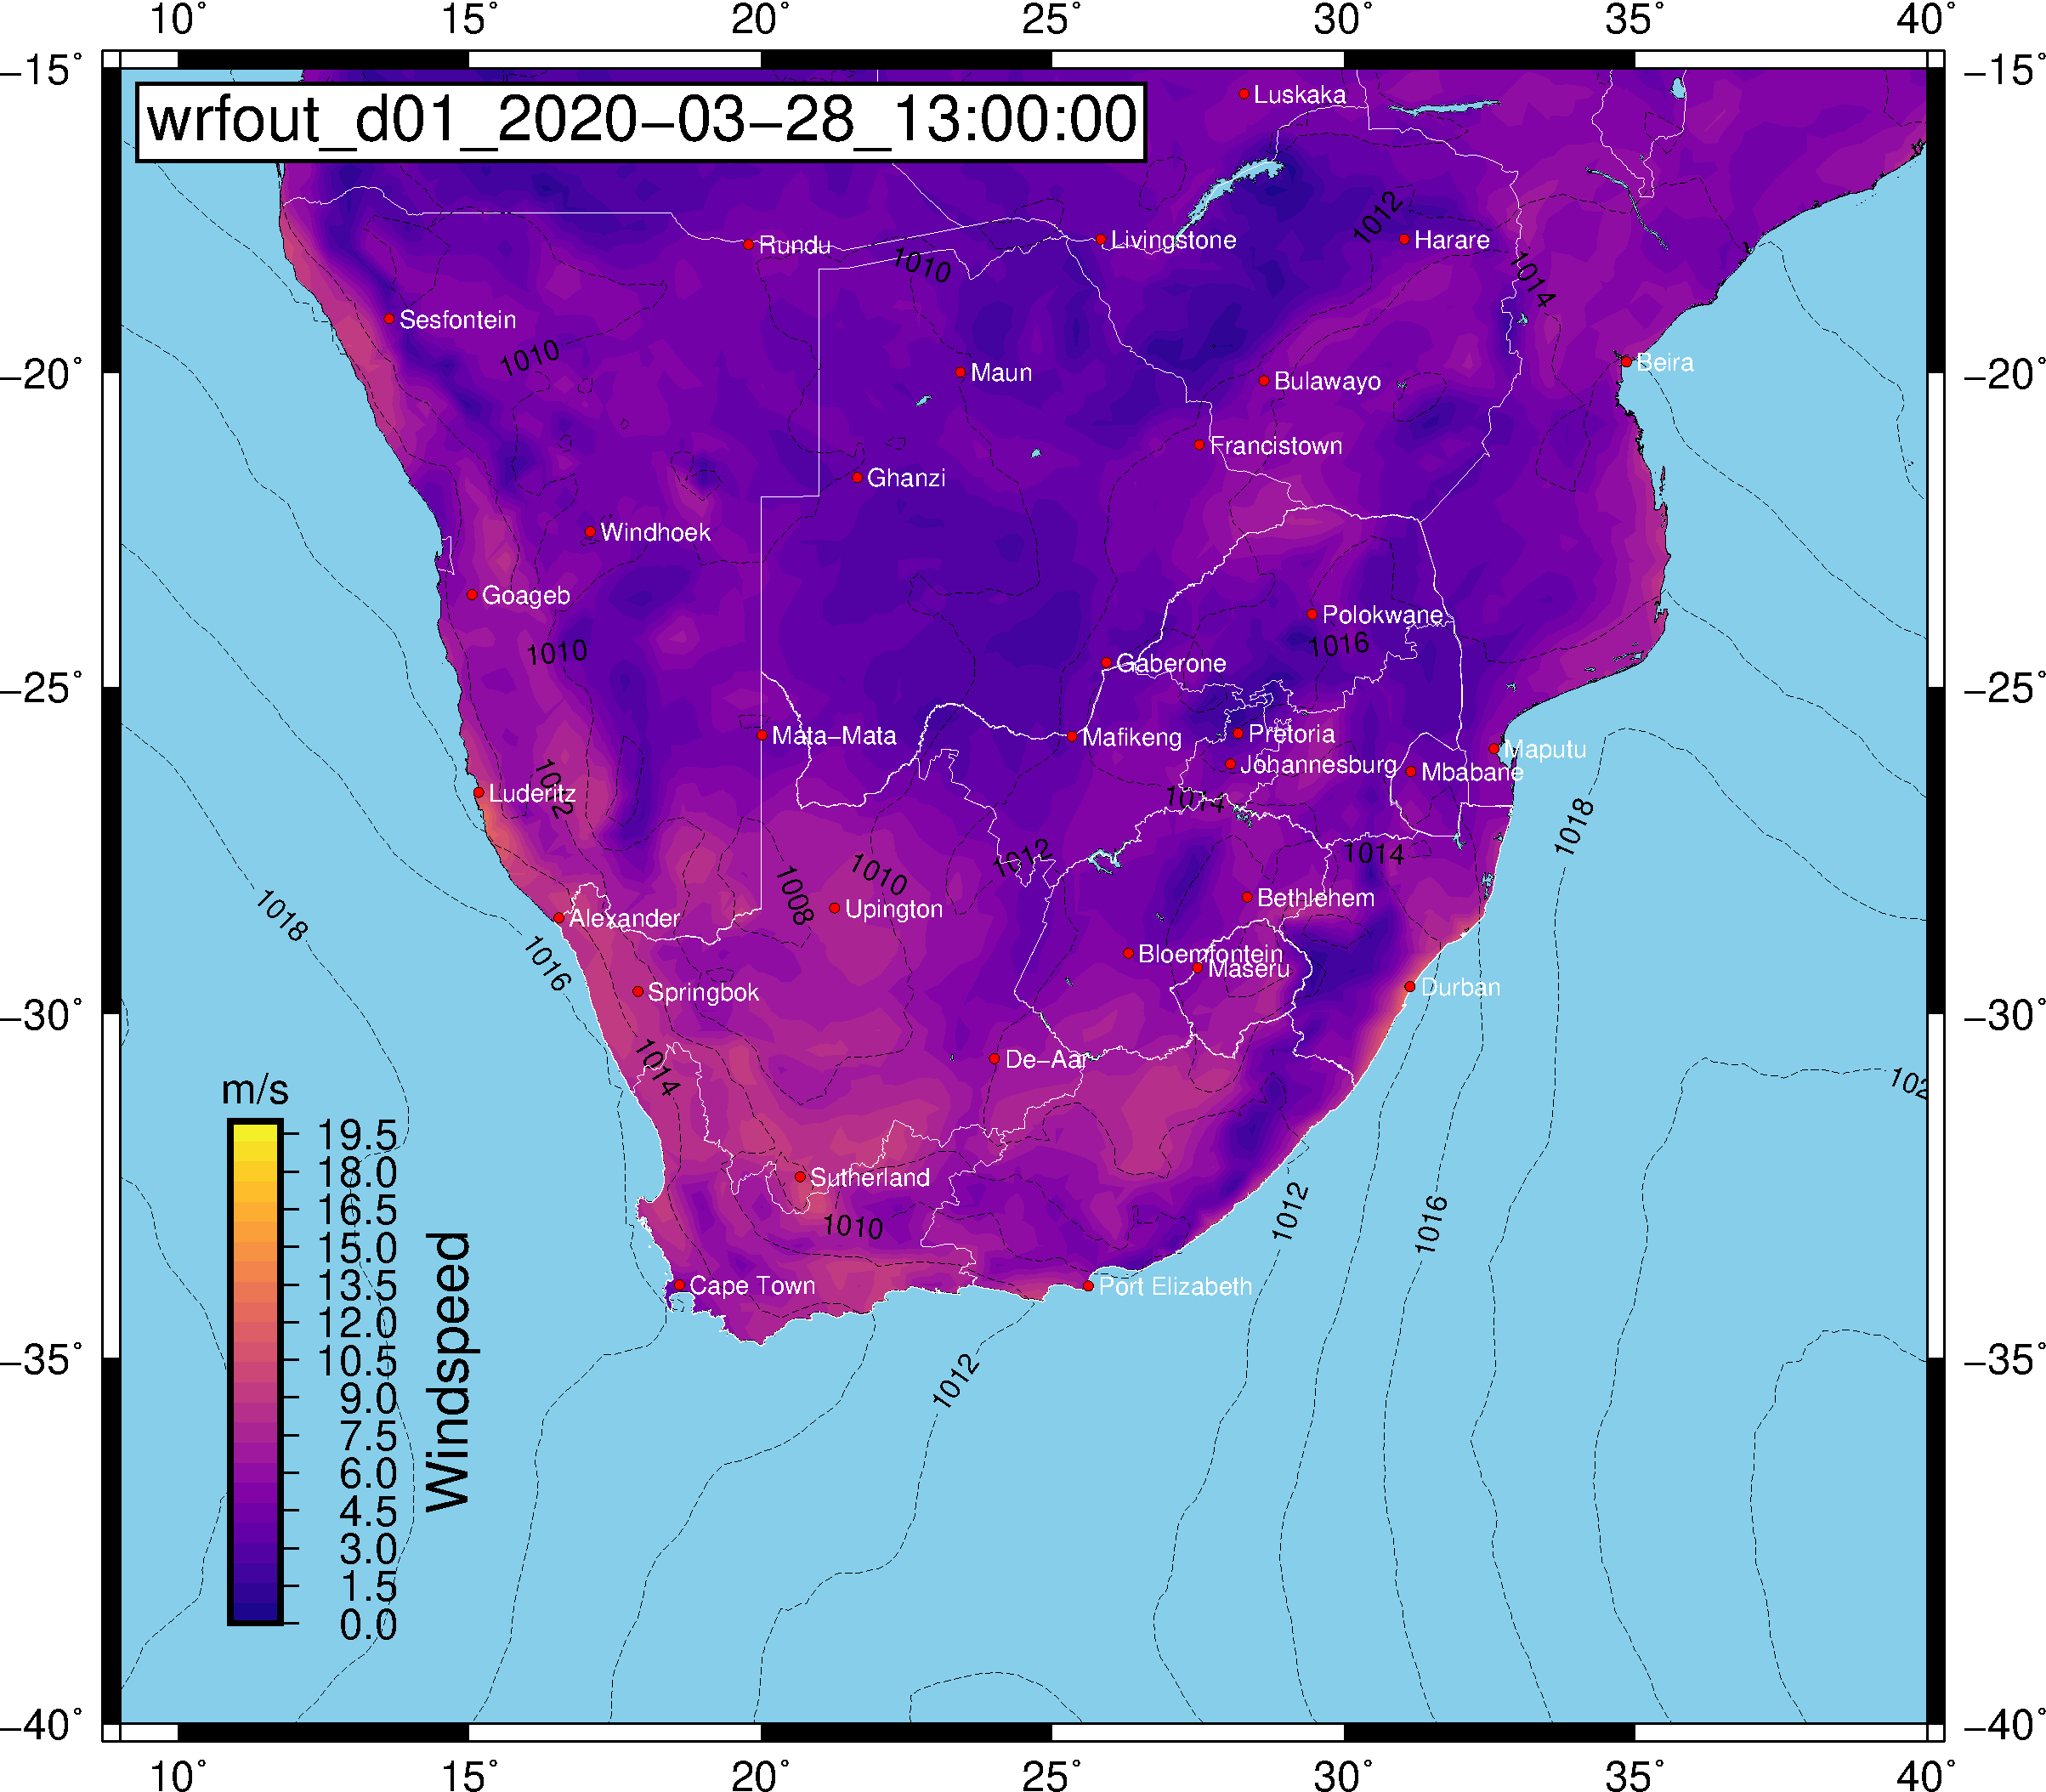 10° 15° 20° 25° 30° 35° 40°
−15° −15°
wrfout_d01_2020−03−28_13:00:00
Luskaka
1012
Rundu
Livingstone
Harare
1010
1014
Sesfontein
1010
Beira
−20° −20°
Maun
Bulawayo
Francistown
Ghanzi
Windhoek
Goageb
Polokwane
1010
1016
Gaberone
−25° −25°
Mata−Mata
Mafikeng
Pretoria
Maputu
Johannesburg
Mbabane
1012
Luderitz
1014
1018
1012
1014
1010
1008
Bethlehem
Upington
1018
Alexander
1016
Bloemfontein
Maseru
Springbok
Durban
−30° −30°
De−Aar
1014
102
m/s
19.5
18.0
16.5
15.0
13.5
12.0
10.5
9.0
7.5
6.0
4.5
3.0
1.5
0.0
Windspeed
Sutherland
1010
1012
1016
Cape Town
Port Elizabeth
−35° −35°
1012
−40° −40°
10° 15° 20° 25° 30° 35° 40°